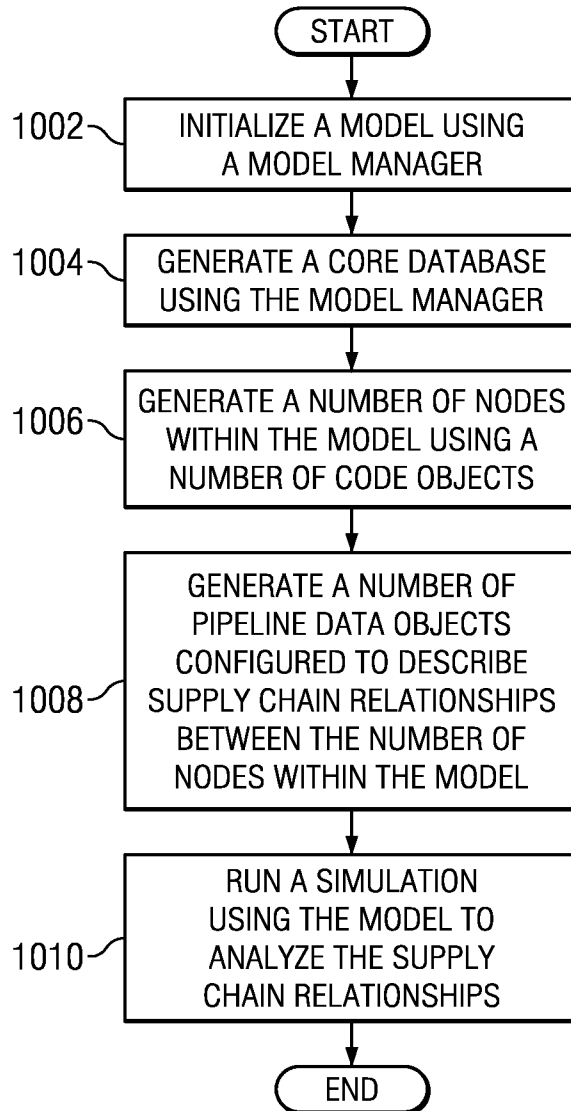 START
1002
INITIALIZE A MODEL USING
A MODEL MANAGER
1004
GENERATE A CORE DATABASE
USING THE MODEL MANAGER
1006
GENERATE A NUMBER OF NODES
WITHIN THE MODEL USING A
NUMBER OF CODE OBJECTS
1008
GENERATE A NUMBER OF
PIPELINE DATA OBJECTS
CONFIGURED TO DESCRIBE
SUPPLY CHAIN RELATIONSHIPS
BETWEEN THE NUMBER OF
NODES WITHIN THE MODEL
1010
RUN A SIMULATION
USING THE MODEL TO
ANALYZE THE SUPPLY
CHAIN RELATIONSHIPS
END